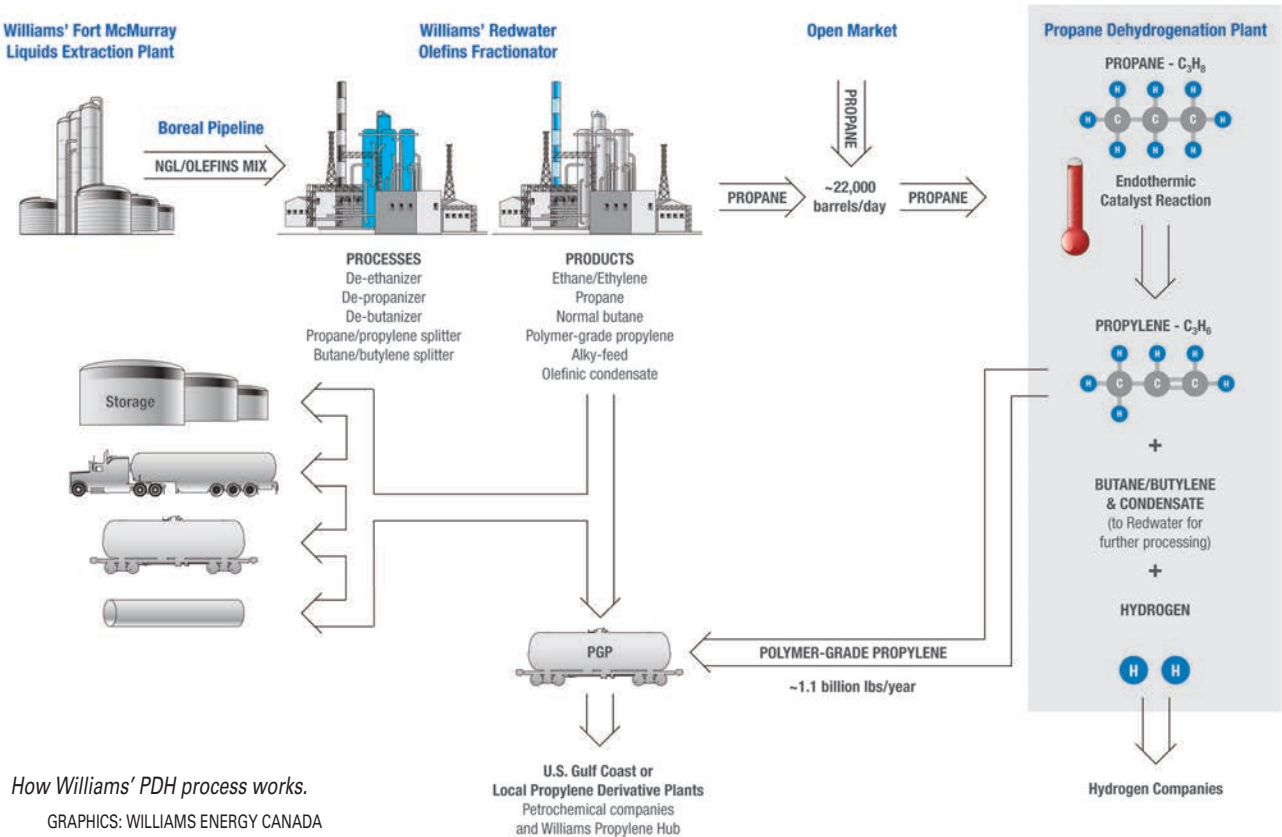 Williams' Fort McMurray
Liquids Extraction Plant
Boreal Pipeline
NGL/OLEFINS MIX
Williams' Redwater
Olefins Fractionator
PROCESSES
De-ethanizer
De-propanizer
De-butanizer
Propane/propylene splitter
Butane/butylene splitter
PRODUCTS
Ethane/Ethylene
Propane
Normal butane
Polymer-grade propylene
Alky-feed
Olefinic condensate
Open Market
PROPANE
PROPANE
~22,000
barrels/day
PROPANE
Propane Dehydrogenation Plant
PROPANE - C₃H₈
H H H
H C C C H
H H H
Endothermic
Catalyst Reaction
PROPYLENE - C₃H₆
H H H
H C C C H
H
+
BUTANE/BUTYLENE
& CONDENSATE
(to Redwater for
further processing)
+
HYDROGEN
H H
Hydrogen Companies
Storage
PGP
POLYMER-GRADE PROPYLENE
~1.1 billion lbs/year
U.S. Gulf Coast or
Local Propylene Derivative Plants
Petrochemical companies
and Williams Propylene Hub
How Williams' PDH process works.
GRAPHICS: WILLIAMS ENERGY CANADA